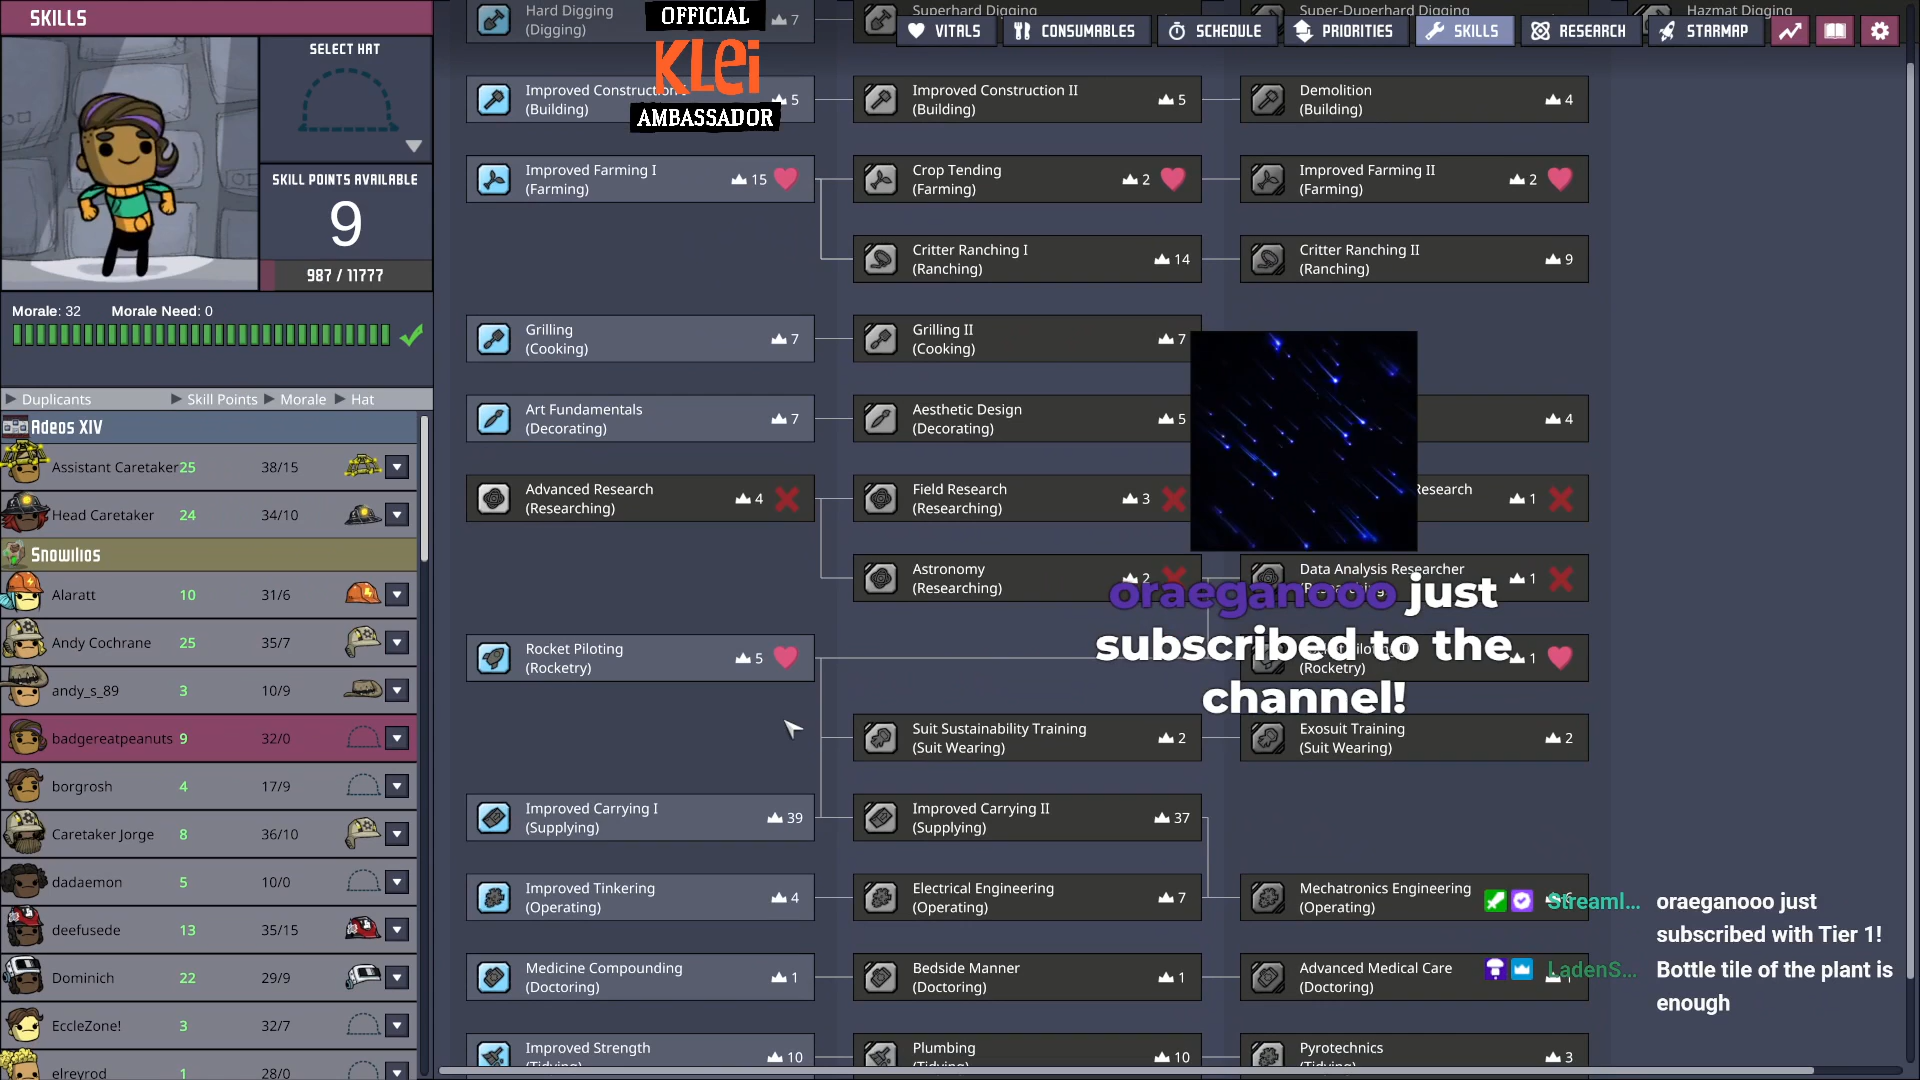 SKILLS
SELECT HAT
SKILL POINTS AVAILABLE
9
987 / 11777
Morale: 32
Morale Need: 0
Duplicants
Skill Points
Morale
Hat
Adeos XIV
Assistant Caretaker 25 38/15
Head Caretaker 24 34/10
Snowilios
Alaratt 10 31/6
Andy Cochrane 25 35/7
andy_s_89 3 10/9
badgereatpeanuts 9 32/0
borgrosh 4 17/9
Caretaker Jorge 8 36/10
dadaemon 5 10/0
deefusede 13 35/15
Dominich 22 29/9
EccleZone! 3 32/7
elreyrod 1 28/0
OFFICIAL
KLei
AMBASSADOR
VITALS
CONSUMABLES
SCHEDULE
PRIORITIES
SKILLS
RESEARCH
STARMAP
Hard Digging 7
(Digging)
Superhard Digging
Super-Duperhard Digging
Hazmat Digging
Improved Construction 5
(Building)
Improved Construction II 5
(Building)
Demolition 4
(Building)
Improved Farming I 15
(Farming)
Crop Tending 2
(Farming)
Improved Farming II 2
(Farming)
Critter Ranching I 14
(Ranching)
Critter Ranching II 9
(Ranching)
Grilling 7
(Cooking)
Grilling II 7
(Cooking)
Art Fundamentals 7
(Decorating)
Aesthetic Design 5
(Decorating)
4
Advanced Research 4
(Researching)
Field Research 3
(Researching)
Research 1
Astronomy 2
(Researching)
Data Analysis Researcher 1
Rocket Piloting 5
(Rocketry)
1
(Rocketry)
Suit Sustainability Training 2
(Suit Wearing)
Exosuit Training 2
(Suit Wearing)
Improved Carrying I 39
(Supplying)
Improved Carrying II 37
(Supplying)
Improved Tinkering 4
(Operating)
Electrical Engineering 7
(Operating)
Mechatronics Engineering
(Operating)
Medicine Compounding 1
(Doctoring)
Bedside Manner 1
(Doctoring)
Advanced Medical Care
(Doctoring)
Improved Strength 10
Plumbing 10
Pyrotechnics 3
oraeganooo just
subscribed to the
channel!
Streaml... oraeganooo just
subscribed with Tier 1!
LadenS... Bottle tile of the plant is
enough